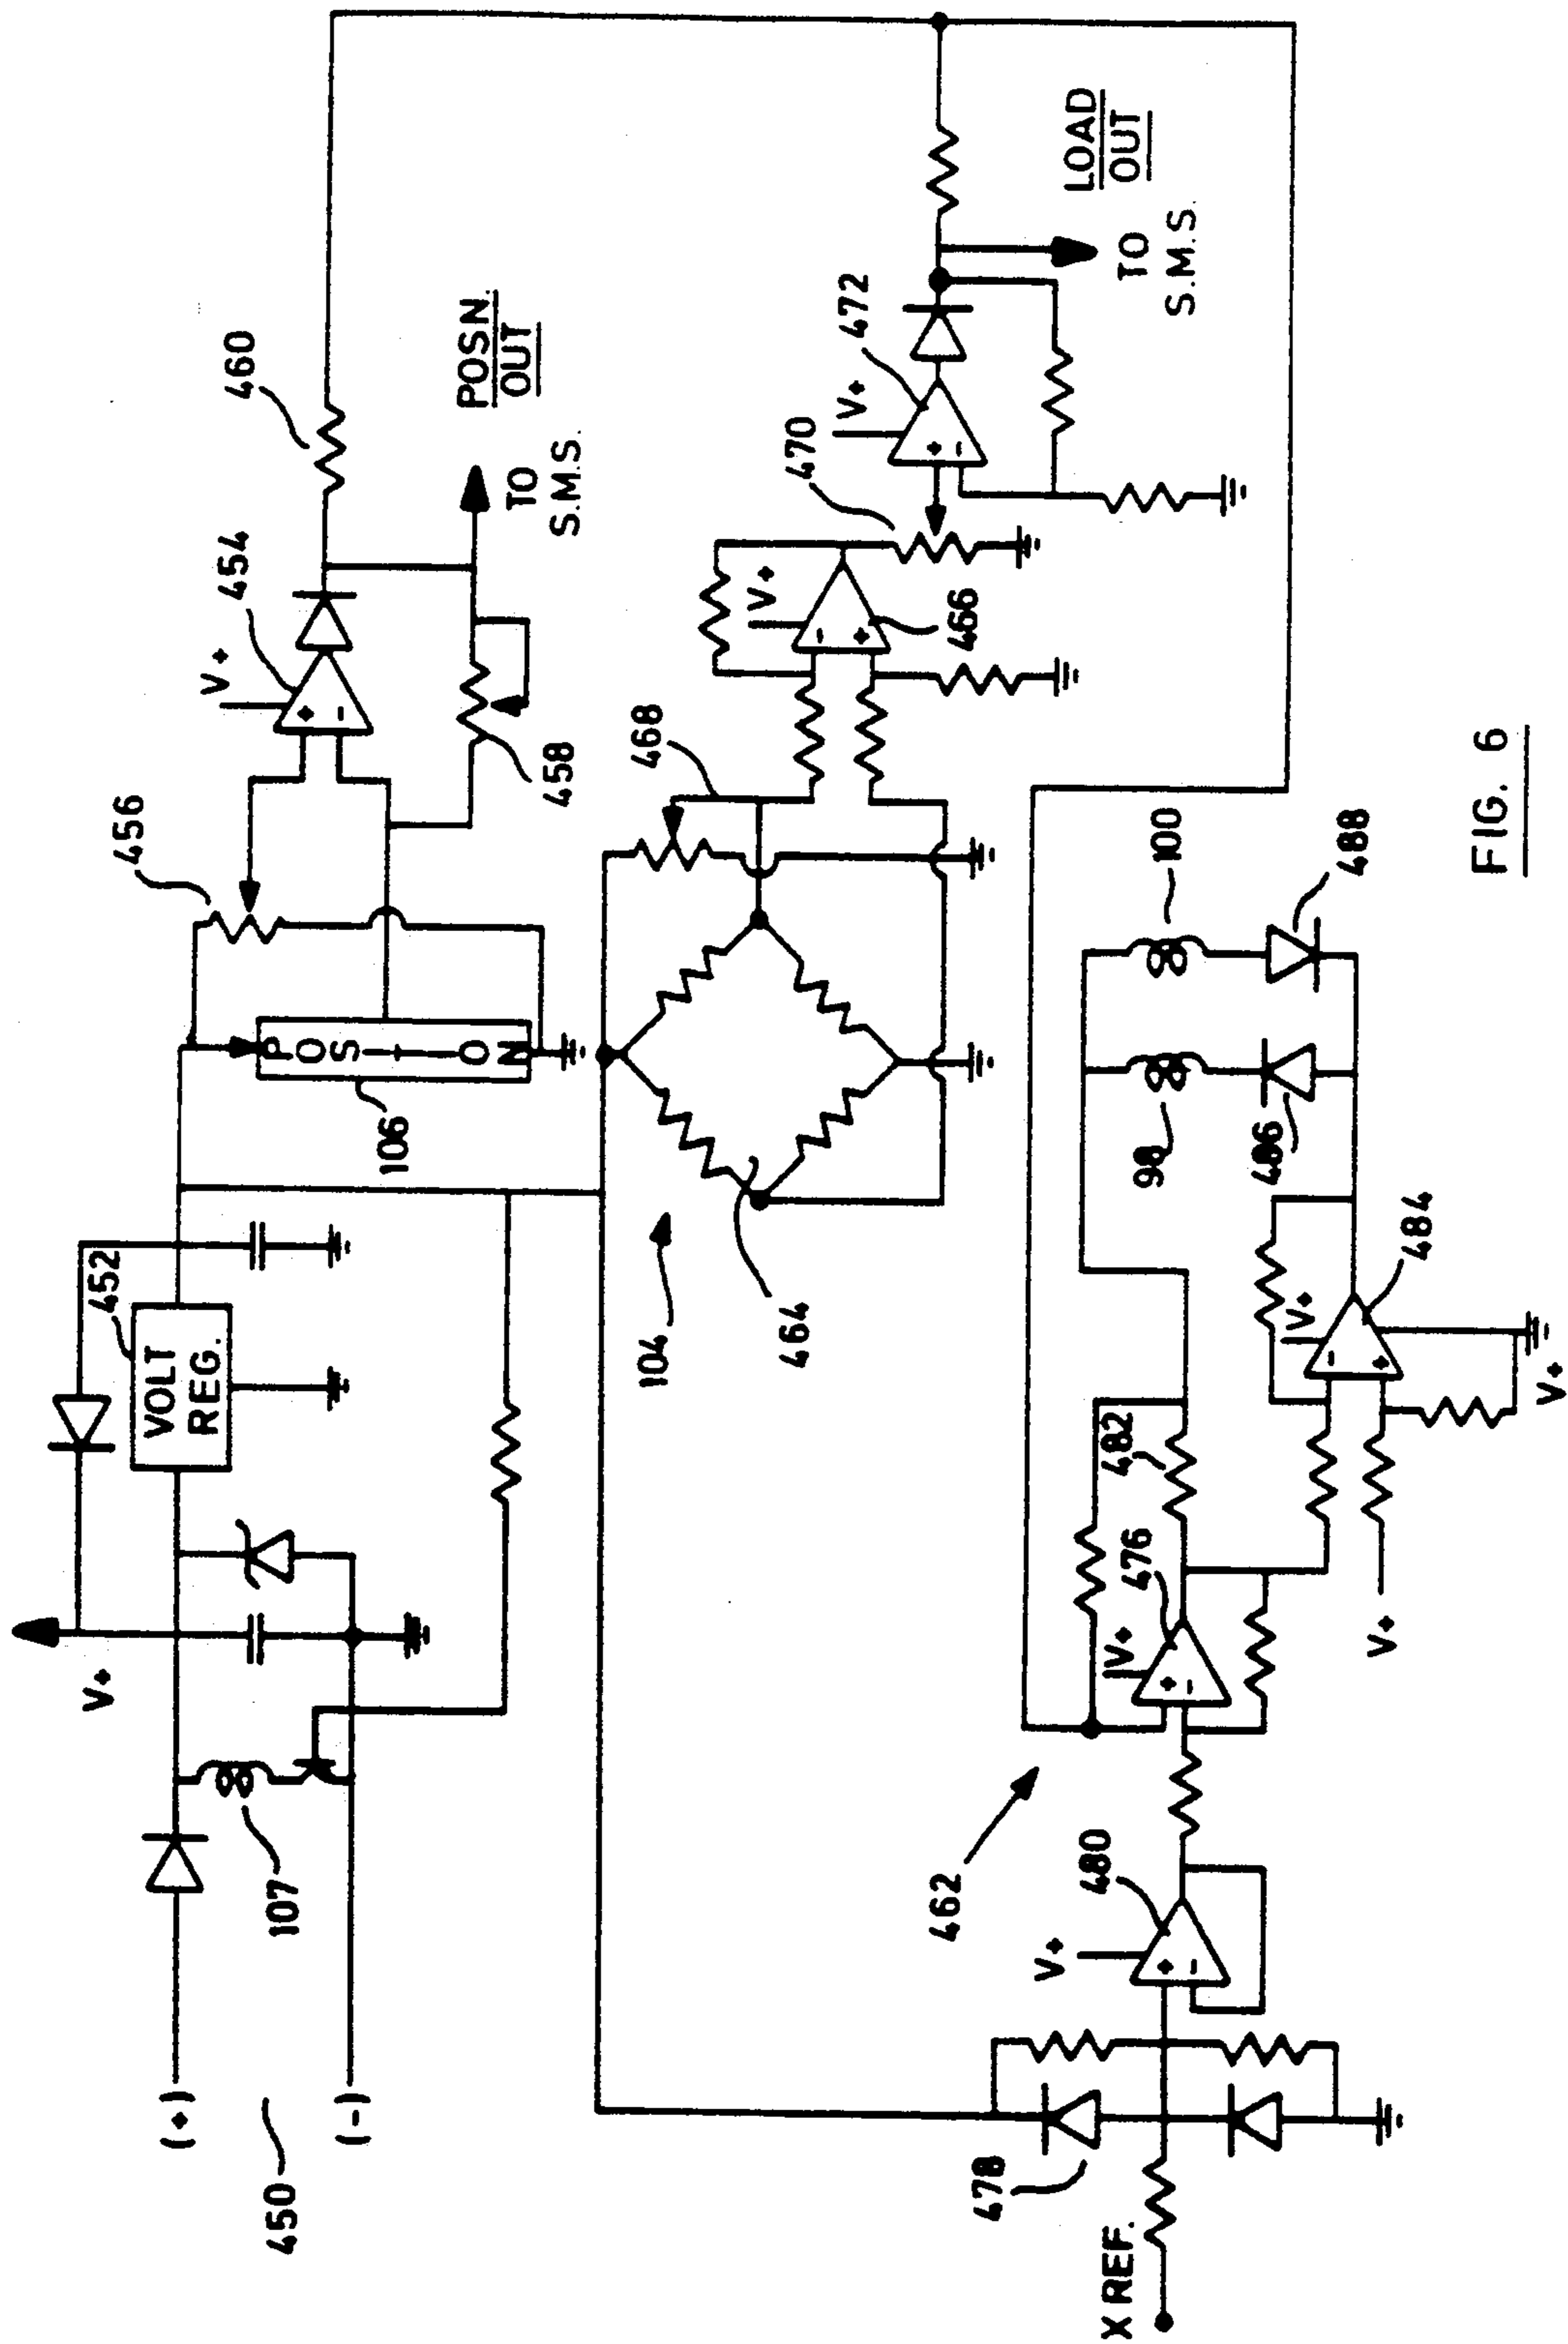 (+)
450
(-)
107
V+
VOLT
REG.
452
106
POSITION
456
V+
454
458
460
POSN.
OUT
TO
S.M.S.
104
464
468
V+
466
470
V+
472
LOAD
OUT
TO
S.M.S.
X REF.
478
V+
480
462
V+
476
482
V+
V+
484
V+
98
486
100
488
FIG. 6